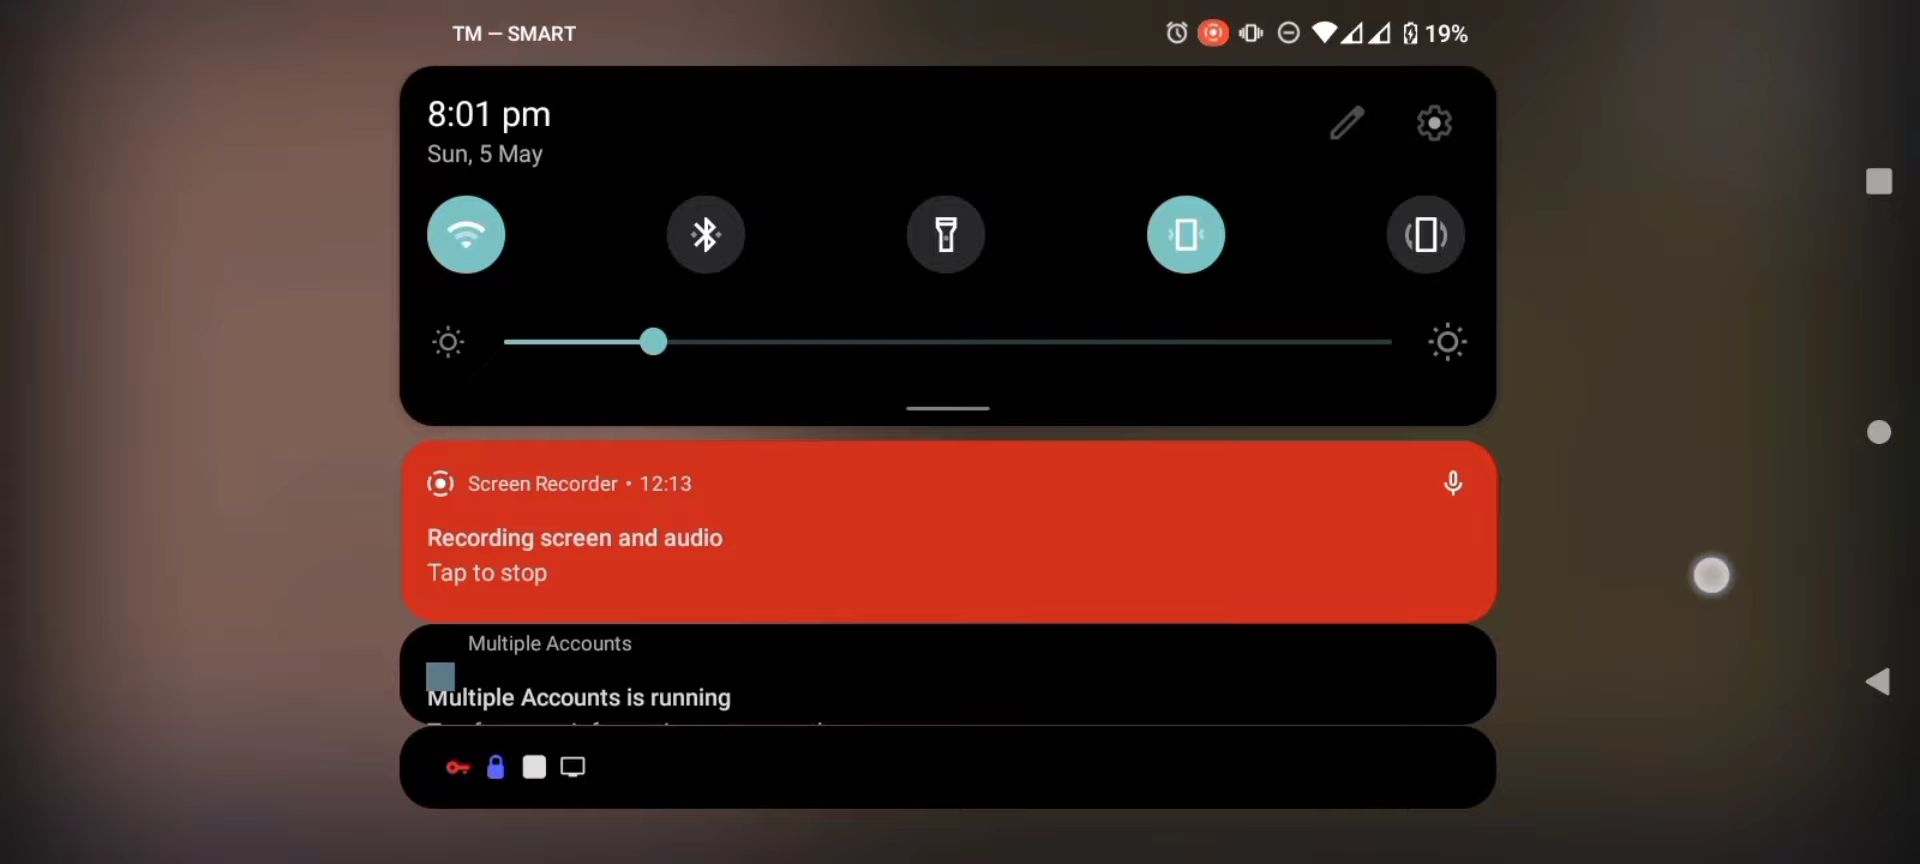 TM — SMART
19%
8:01 pm
Sun, 5 May
Screen Recorder • 12:13
Recording screen and audio
Tap to stop
Multiple Accounts
Multiple Accounts is running